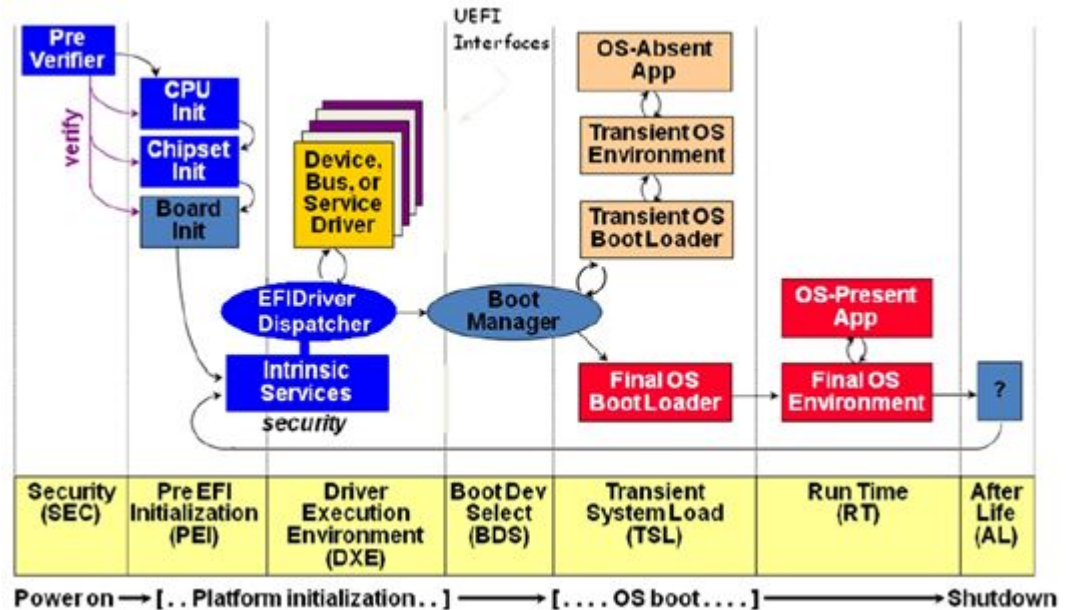 UEFI
Interfaces
Pre
Verifier
verify
CPU
Init
Chipset
Init
Board
Init
Device,
Bus, or
Service
Driver
EFIDriver
Dispatcher
Intrinsic
Services
security
Boot
Manager
OS-Absent
App
Transient OS
Environment
Transient OS
Boot Loader
Final OS
Boot Loader
OS-Present
App
Final OS
Environment
?
Security
(SEC)
Pre EFI
Initialization
(PEI)
Driver
Execution
Environment
(DXE)
Boot Dev
Select
(BDS)
Transient
System Load
(TSL)
Run Time
(RT)
After
Life
(AL)
Power on [ . . Platform initialization . . ] [ . . . . OS boot . . . . ] Shutdown